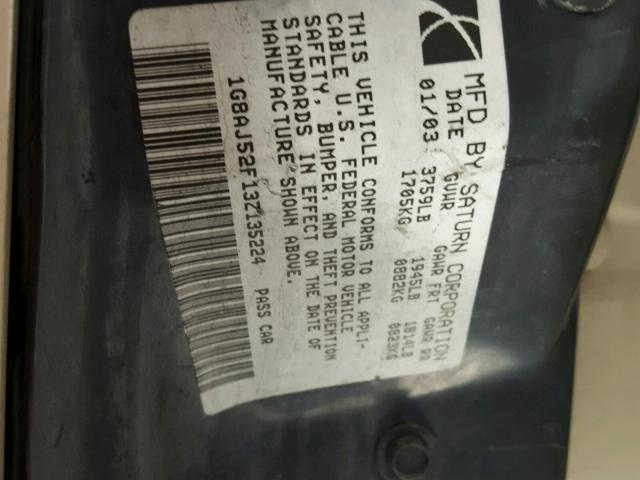 MFD BY SATURN CORPORATION
DATE GVWR GAWR FRT GAWR RR
01/03 3759LB 1945LB 1814LB
1705KG 0882KG 0823KG
THIS VEHICLE CONFORMS TO ALL APPLI-
CABLE U.S. FEDERAL MOTOR VEHICLE
SAFETY, BUMPER, AND THEFT PREVENTION
STANDARDS IN EFFECT ON THE DATE OF
MANUFACTURE SHOWN ABOVE.
1G8AJ52F13Z135224 PASS CAR